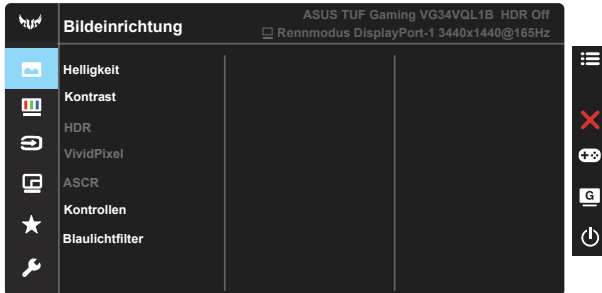 Bildeinrichtung
ASUS TUF Gaming VG34VQL1B HDR Off
Rennmodus DisplayPort-1 3440x1440@165Hz
Helligkeit
Kontrast
HDR
VividPixel
ASCR
Kontrollen
Blaulichtfilter
G